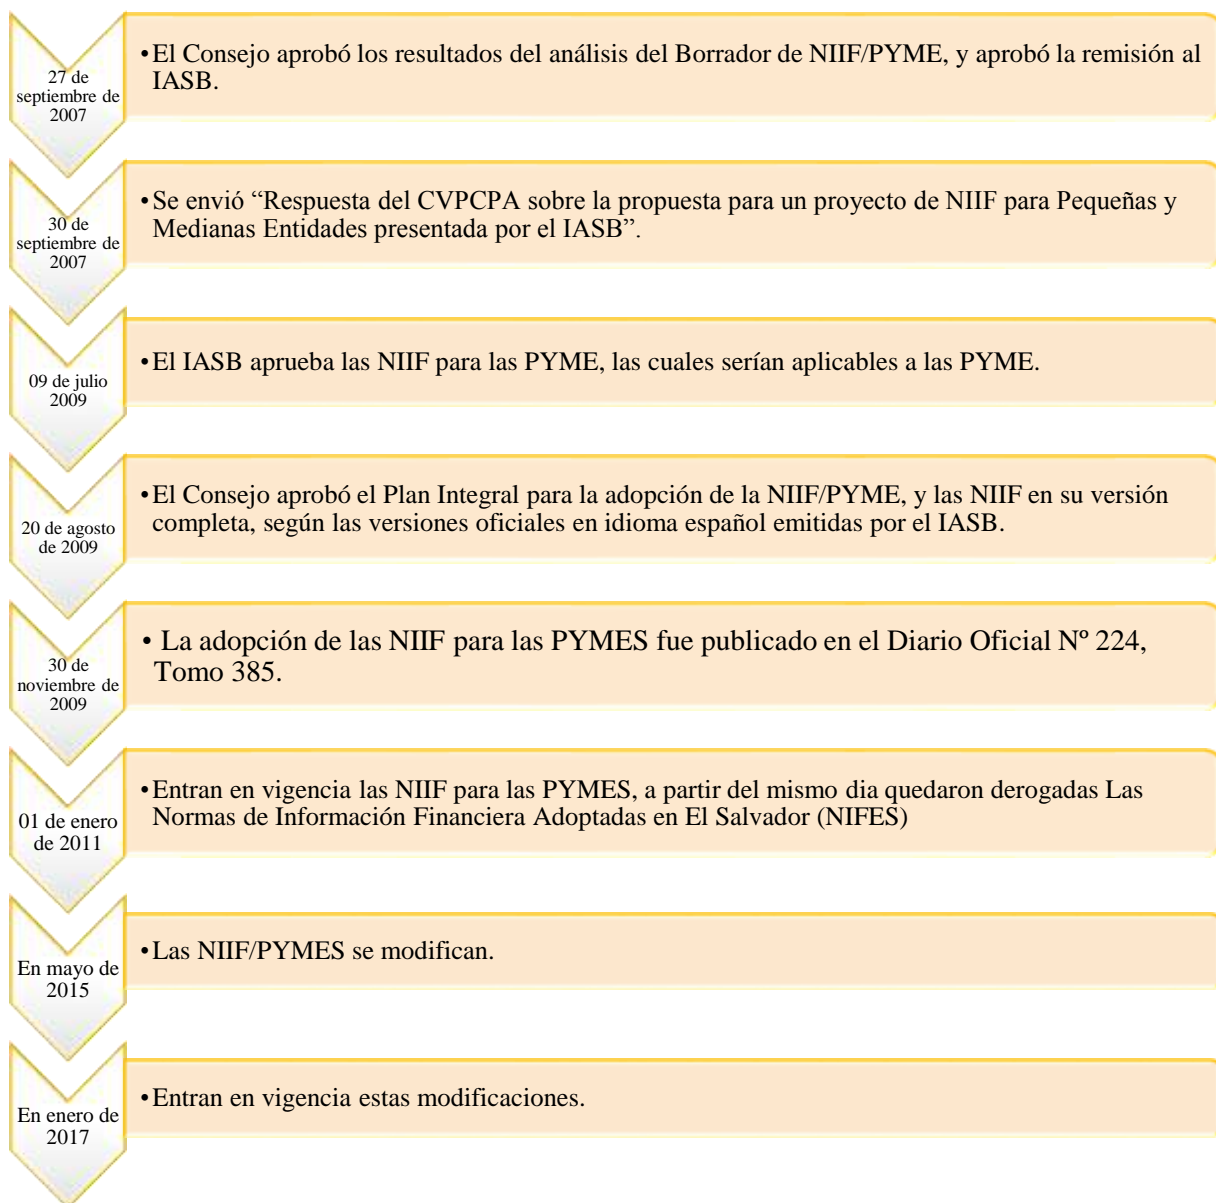 27 de
septiembre de
2007
•El Consejo aprobó los resultados del análisis del Borrador de NIIF/PYME, y aprobó la remisión al
IASB.
30 de
septiembre de
2007
•Se envió “Respuesta del CVPCPA sobre la propuesta para un proyecto de NIIF para Pequeñas y
Medianas Entidades presentada por el IASB”.
09 de julio
2009
•El IASB aprueba las NIIF para las PYME, las cuales serían aplicables a las PYME.
20 de agosto
de 2009
•El Consejo aprobó el Plan Integral para la adopción de la NIIF/PYME, y las NIIF en su versión
completa, según las versiones oficiales en idioma español emitidas por el IASB.
30 de
noviembre de
2009
• La adopción de las NIIF para las PYMES fue publicado en el Diario Oficial Nº 224,
Tomo 385.
01 de enero
de 2011
•Entran en vigencia las NIIF para las PYMES, a partir del mismo dia quedaron derogadas Las
Normas de Información Financiera Adoptadas en El Salvador (NIFES)
En mayo de
2015
•Las NIIF/PYMES se modifican.
En enero de
2017
•Entran en vigencia estas modificaciones.